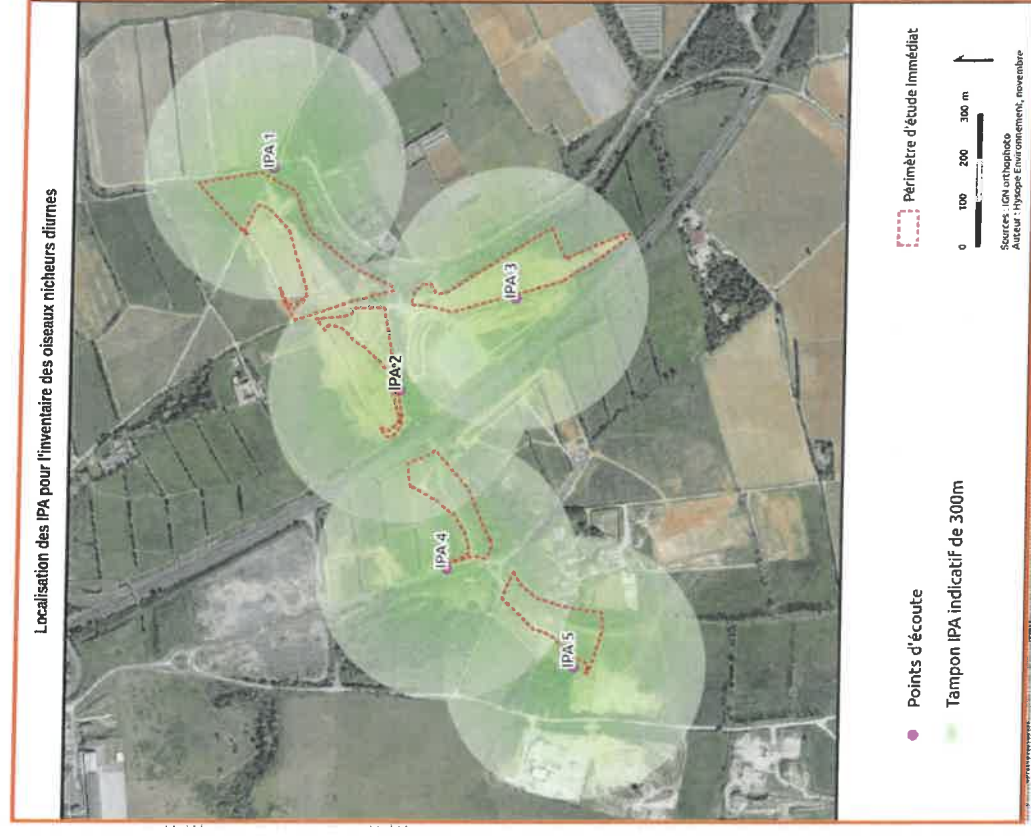 Localisation des IPA pour l'inventaire des oiseaux nicheurs diurnes
IPA 1
IPA 2
IPA 3
IPA 4
IPA 5
Points d'écoute
Tampon IPA indicatif de 300m
Périmètre d'étude immédiat
0 100 200 300 m
Sources : IGN orthophoto
Auteur : Hysope Environnement, novembre